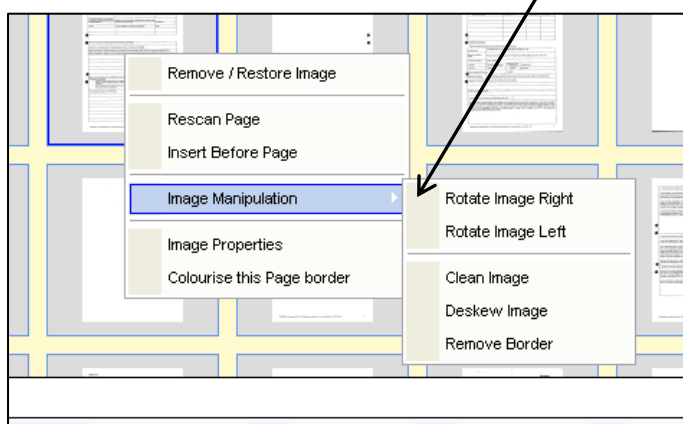 Remove / Restore Image
Rescan Page
Insert Before Page
Image Manipulation
Image Properties
Colourise this Page border
Rotate Image Right
Rotate Image Left
Clean Image
Deskew Image
Remove Border